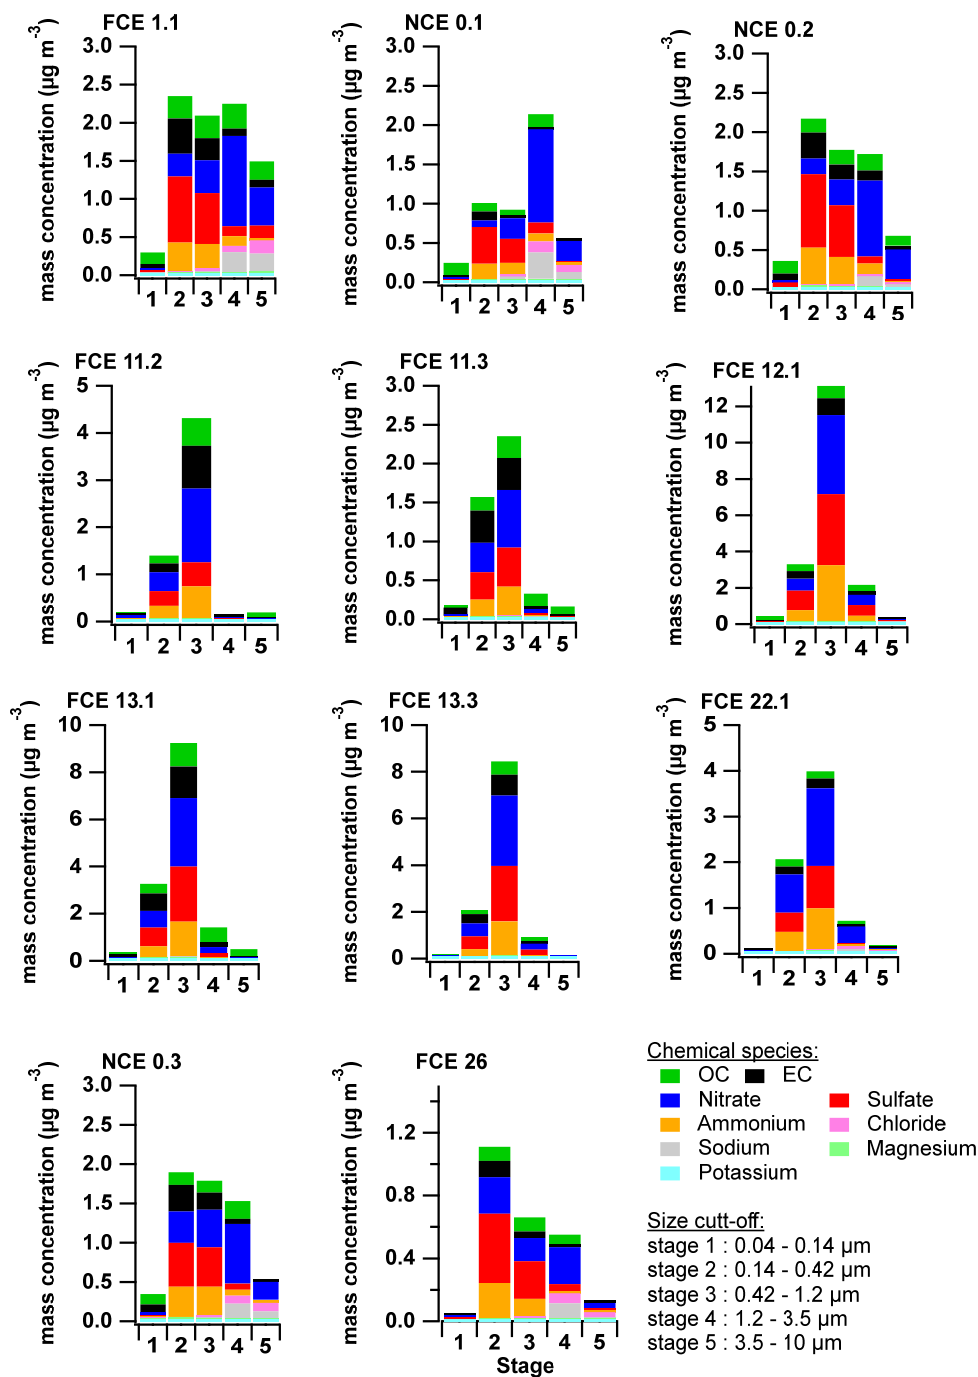 FCE 1.1
mass concentration (µg m⁻³)
3.0
2.5
2.0
1.5
1.0
0.5
0.0
1 2 3 4 5
NCE 0.1
mass concentration (µg m⁻³)
3.0
2.5
2.0
1.5
1.0
0.5
0.0
1 2 3 4 5
NCE 0.2
mass concentration (µg m⁻³)
3.0
2.5
2.0
1.5
1.0
0.5
0.0
1 2 3 4 5
FCE 11.2
mass concentration (µg m⁻³)
5
4
3
2
1
0
1 2 3 4 5
FCE 11.3
mass concentration (µg m⁻³)
3.0
2.5
2.0
1.5
1.0
0.5
0.0
1 2 3 4 5
FCE 12.1
mass concentration (µg m⁻³)
12
10
8
6
4
2
0
1 2 3 4 5
FCE 13.1
mass concentration (µg m⁻³)
10
8
6
4
2
0
1 2 3 4 5
FCE 13.3
mass concentration (µg m⁻³)
10
8
6
4
2
0
1 2 3 4 5
FCE 22.1
mass concentration (µg m⁻³)
5
4
3
2
1
0
1 2 3 4 5
NCE 0.3
mass concentration (µg m⁻³)
3.0
2.5
2.0
1.5
1.0
0.5
0.0
1 2 3 4 5
FCE 26
mass concentration (µg m⁻³)
1.2
0.8
0.4
0.0
1 2 3 4 5
Stage
Chemical species:
OC EC
Nitrate Sulfate
Ammonium Chloride
Sodium Magnesium
Potassium
Size cutt-off:
stage 1 : 0.04 - 0.14 µm
stage 2 : 0.14 - 0.42 µm
stage 3 : 0.42 - 1.2 µm
stage 4 : 1.2 - 3.5 µm
stage 5 : 3.5 - 10 µm